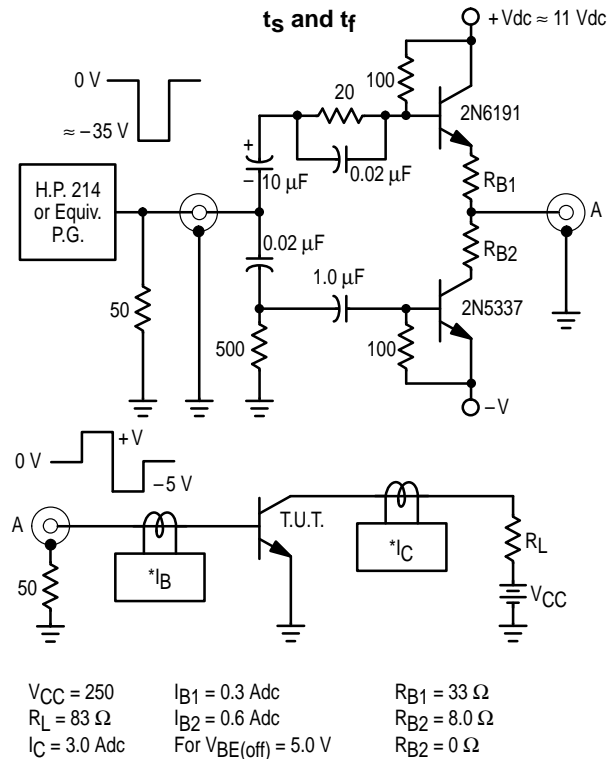 ts and tf
+Vdc ≈ 11 Vdc
0 V
≈ −35 V
100
20
2N6191
+
−
10 μF
0.02 μF
RB1
H.P. 214
or Equiv.
P.G.
A
0.02 μF
RB2
1.0 μF
2N5337
50
500
100
−V
+V
0 V
−5 V
A
T.U.T.
*IC
RL
*IB
50
VCC
VCC = 250
RL = 83 Ω
IC = 3.0 Adc
IB1 = 0.3 Adc
IB2 = 0.6 Adc
For VBE(off) = 5.0 V
RB1 = 33 Ω
RB2 = 8.0 Ω
RB2 = 0 Ω